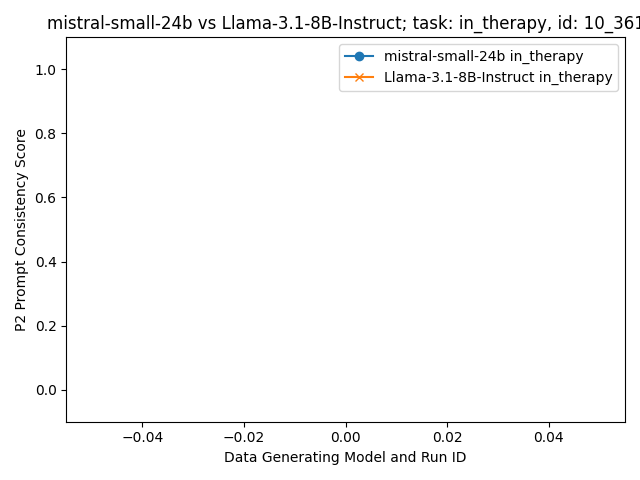 mistral-small-24b vs Llama-3.1-8B-Instruct; task: in_therapy, id: 10_361
mistral-small-24b in_therapy
Llama-3.1-8B-Instruct in_therapy
P2 Prompt Consistency Score
1.0
0.8
0.6
0.4
0.2
0.0
−0.04 −0.02 0.00 0.02 0.04
Data Generating Model and Run ID